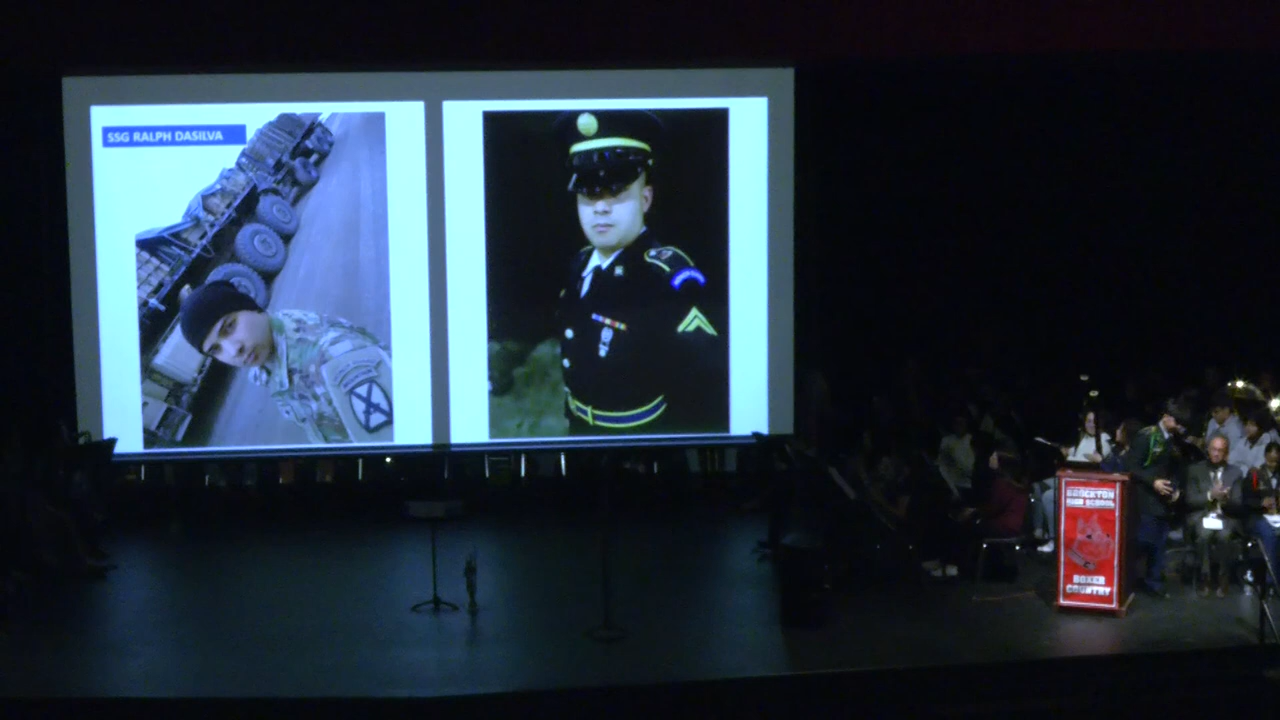 SSG RALPH DASILVA
BROCKTON
HIGH SCHOOL
BOXER
COUNTRY